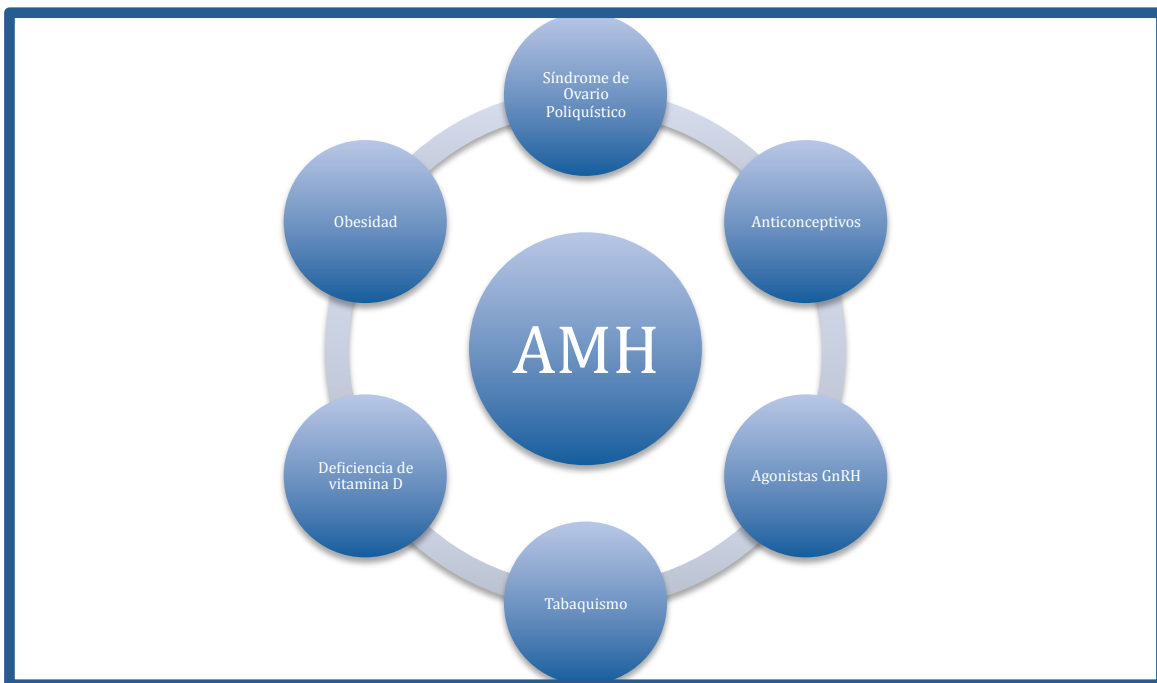 Síndrome de
Ovario
Poliquístico
Anticonceptivos
Agonistas GnRH
Tabaquismo
Deficiencia de
vitamina D
Obesidad
AMH